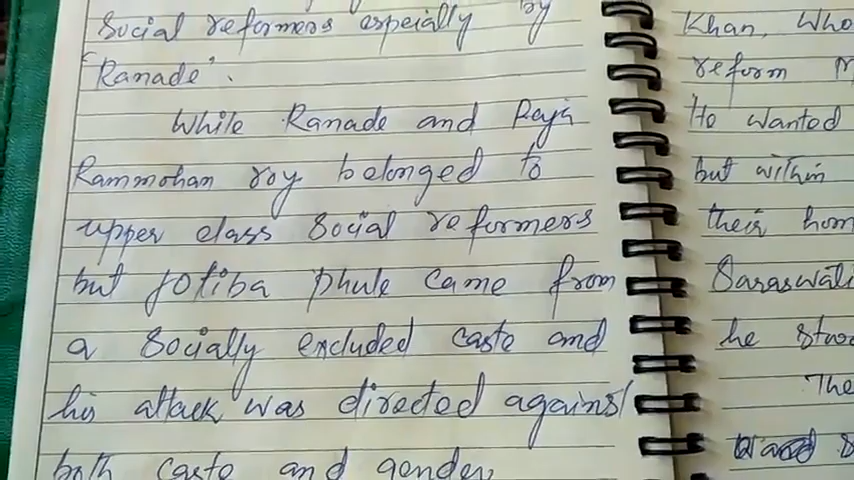 Social reformers espeially by
'Ranade'.
While Ranade and Raja
Rammohan roy belonged to
upper class Social reformers
but Jotiba phule came from
a Socially excluded caste and
his attack was directed against
both caste and gender
Khan, Who
reform
He wanted
but within
their hom
Saraswati
he stud
The